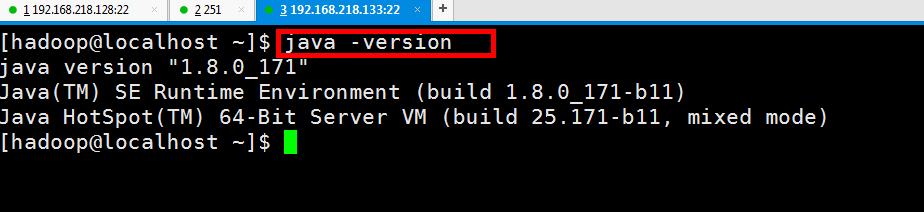 1 192.168.218.128:22 × 2 251 × 3 192.168.218.133:22 × +
[hadoop@localhost ~]$ java -version
java version "1.8.0_171"
Java(TM) SE Runtime Environment (build 1.8.0_171-b11)
Java HotSpot(TM) 64-Bit Server VM (build 25.171-b11, mixed mode)
[hadoop@localhost ~]$